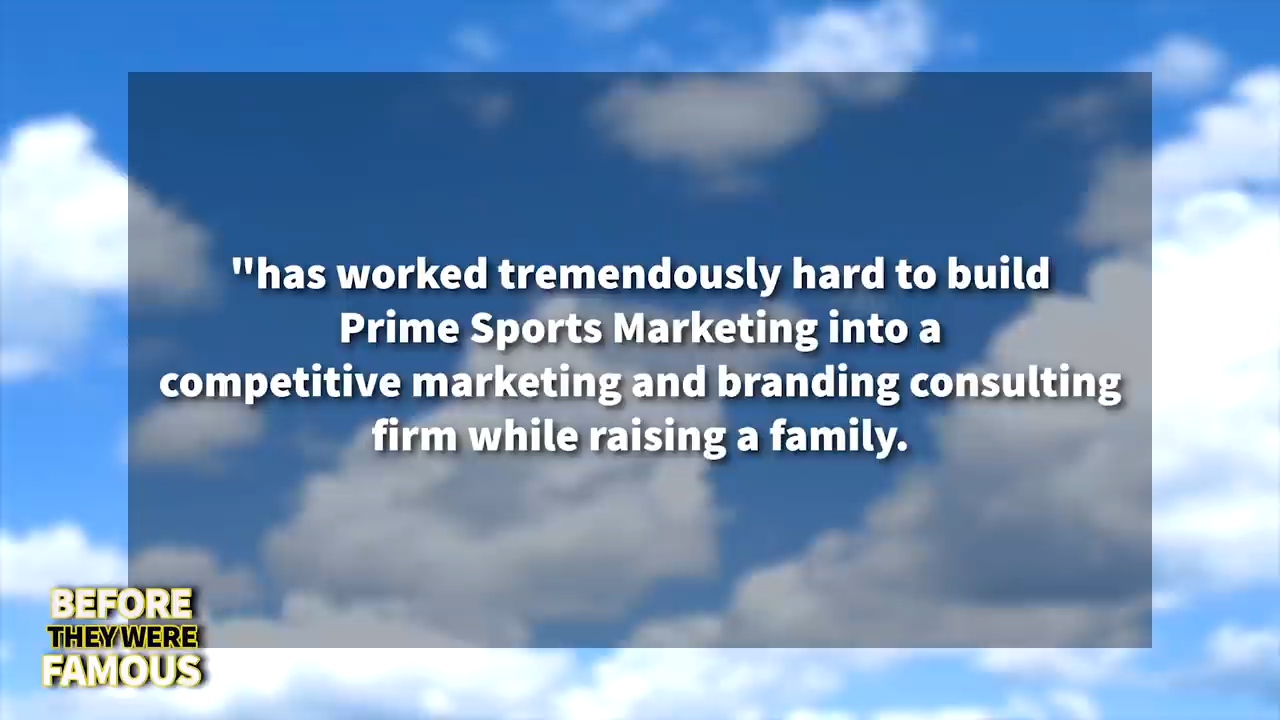 "has worked tremendously hard to build
Prime Sports Marketing into a
competitive marketing and branding consulting
firm while raising a family.
BEFORE
THEY WERE
FAMOUS